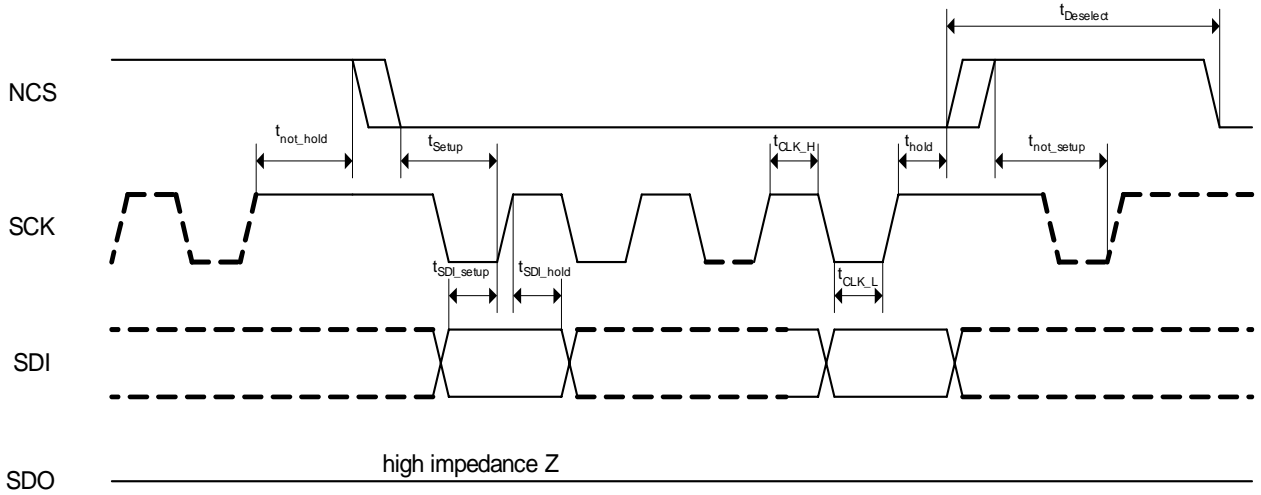 t_Deselect
NCS
t_not_hold
t_Setup
t_CLK_H
t_hold
t_not_setup
SCK
t_SDI_setup
t_SDI_hold
t_CLK_L
SDI
high impedance Z
SDO